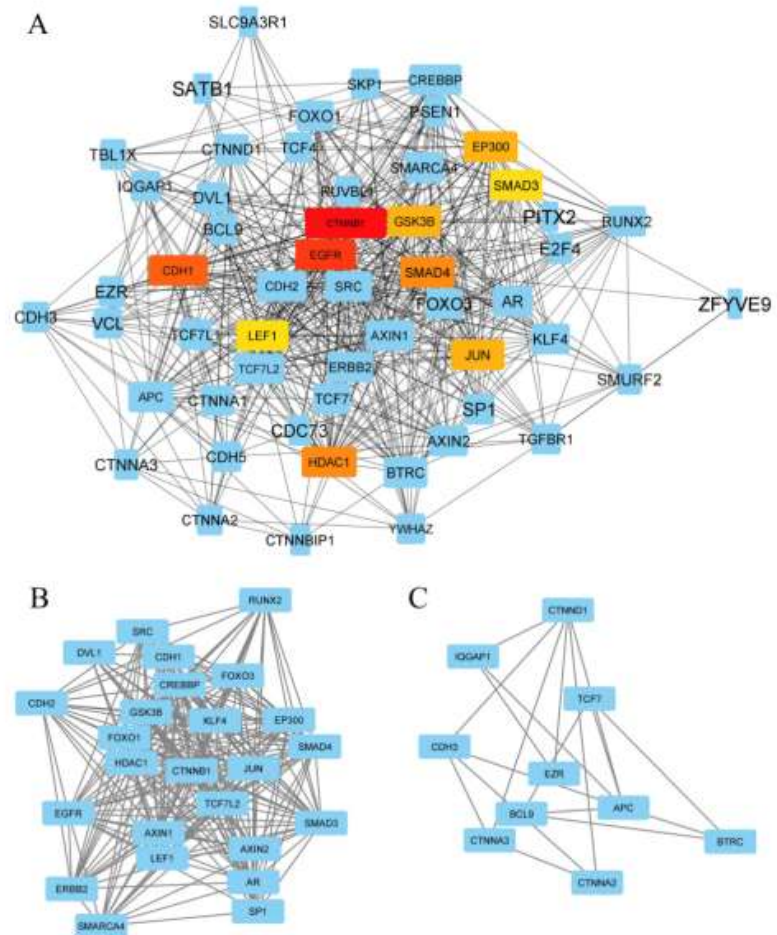 A
SLC9A3R1
SATB1
SKP1
CREBBP
FOXO1
PSEN1
TBL1X
CTNND1
TCF4
EP300
SMARCA4
IQGAP1
DVL1
RUVBL1
SMAD3
BCL9
CTNNB1
GSK3B
PITX2
RUNX2
E2F4
EGFR
CDH1
SMAD4
EZR
CDH2
SRC
FOXO3
AR
ZFYVE9
CDH3
VCL
TCF7L
LEF1
AXIN1
KLF4
JUN
TCF7L2
ERBB2
SMURF2
APC
CTNNA1
TCF7
SP1
CDC73
AXIN2
TGFBR1
CTNNA3
CDH5
HDAC1
BTRC
CTNNA2
CTNNBIP1
YWHAZ
B
RUNX2
SRC
DVL1
CDH1
FOXO3
CREBBP
CDH2
GSK3B
KLF4
EP300
FOXO1
SMAD4
HDAC1
CTNNB1
JUN
EGFR
TCF7L2
SMAD3
AXIN1
LEF1
AXIN2
ERBB2
AR
SP1
SMARCA4
C
CTNND1
IQGAP1
TCF7
CDH3
EZR
BCL9
APC
CTNNA3
BTRC
CTNNA2